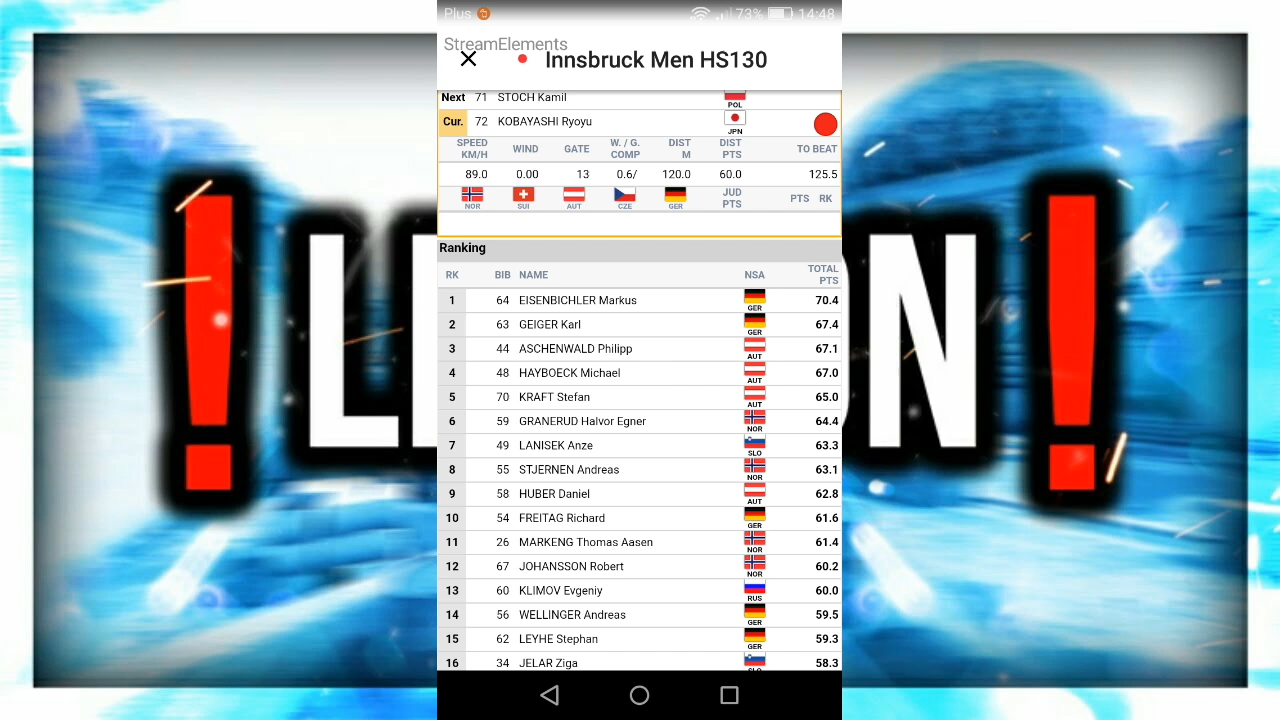 Plus 73% 14:48
StreamElements
Innsbruck Men HS130
Next 71 STOCH Kamil POL
Cur. 72 KOBAYASHI Ryoyu JPN
SPEED KM/H WIND GATE W. / G. COMP DIST M DIST PTS TO BEAT
89.0 0.00 13 0.6/ 120.0 60.0 125.5
NOR SUI AUT CZE GER JUD PTS PTS RK
Ranking
RK BIB NAME NSA TOTAL PTS
1 64 EISENBICHLER Markus GER 70.4
2 63 GEIGER Karl GER 67.4
3 44 ASCHENWALD Philipp AUT 67.1
4 48 HAYBOECK Michael AUT 67.0
5 70 KRAFT Stefan AUT 65.0
6 59 GRANERUD Halvor Egner NOR 64.4
7 49 LANISEK Anze SLO 63.3
8 55 STJERNEN Andreas NOR 63.1
9 58 HUBER Daniel AUT 62.8
10 54 FREITAG Richard GER 61.6
11 26 MARKENG Thomas Aasen NOR 61.4
12 67 JOHANSSON Robert NOR 60.2
13 60 KLIMOV Evgeniy RUS 60.0
14 56 WELLINGER Andreas GER 59.5
15 62 LEYHE Stephan GER 59.3
16 34 JELAR Ziga SLO 58.3
! L N !